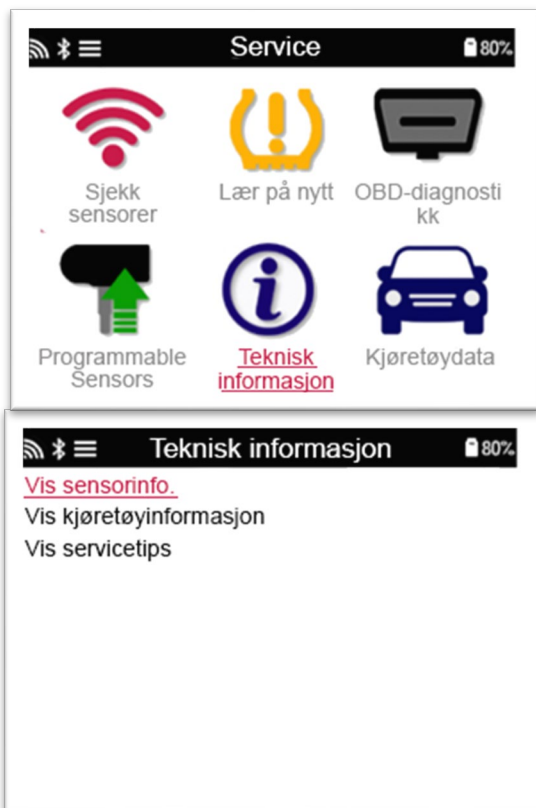 Service
80%
Sjekk
sensorer
Lær på nytt
OBD-diagnosti
kk
Programmable
Sensors
Teknisk
informasjon
Kjøretøydata
Teknisk informasjon
80%
Vis sensorinfo.
Vis kjøretøyinformasjon
Vis servicetips